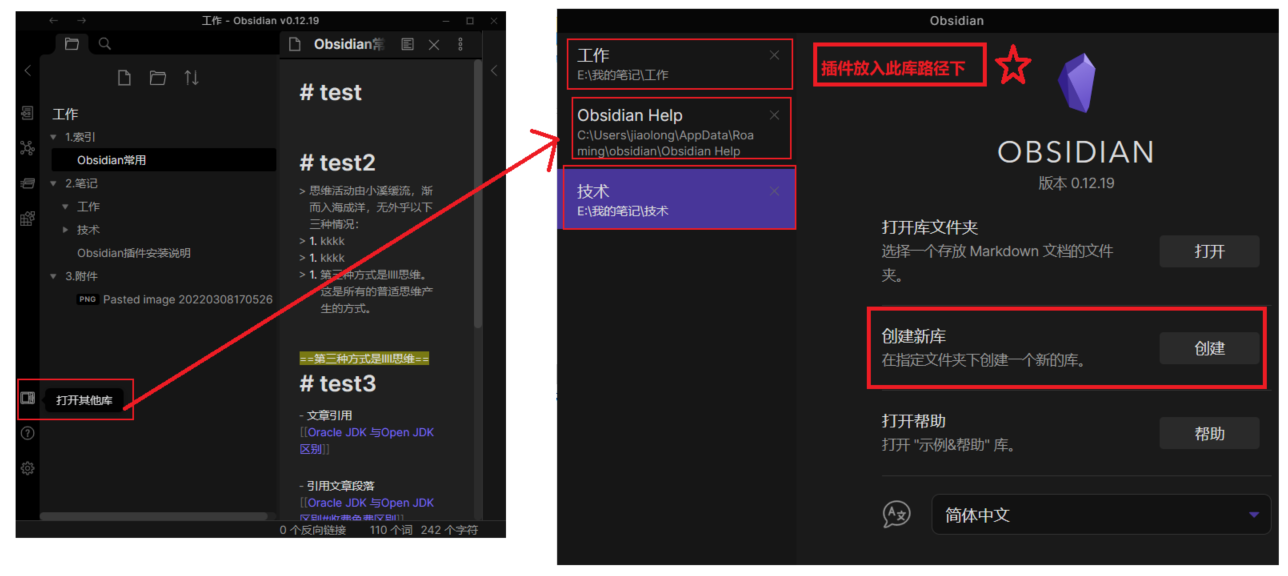 工作 - Obsidian v0.12.19
Obsidian常
工作
1.索引
Obsidian常用
2.笔记
工作
技术
Obsidian插件安装说明
3.附件
PNG Pasted image 20220308170526
打开其他库
# test
# test2
> 思维活动由小溪缓流，渐
而入海成洋，无外乎以下
三种情况：
> 1. kkkk
> 1. kkkk
> 1. 第三种方式是IIII思维。
这是所有的普适思维产
生的方式。
==第三种方式是IIII思维==
# test3
- 文章引用
[[Oracle JDK 与Open JDK
区别]]
- 引用文章段落
[[Oracle JDK 与Open JDK
区别#收费免费区别]]
0 个反向链接 110 个词 242 个字符
Obsidian
工作
E:\我的笔记\工作
Obsidian Help
C:\Users\jiaolong\AppData\Roa
ming\obsidian\Obsidian Help
技术
E:\我的笔记\技术
插件放入此库路径下
OBSIDIAN
版本 0.12.19
打开库文件夹
选择一个存放 Markdown 文档的文件
夹。
打开
创建新库
在指定文件夹下创建一个新的库。
创建
打开帮助
打开 "示例&帮助" 库。
帮助
简体中文